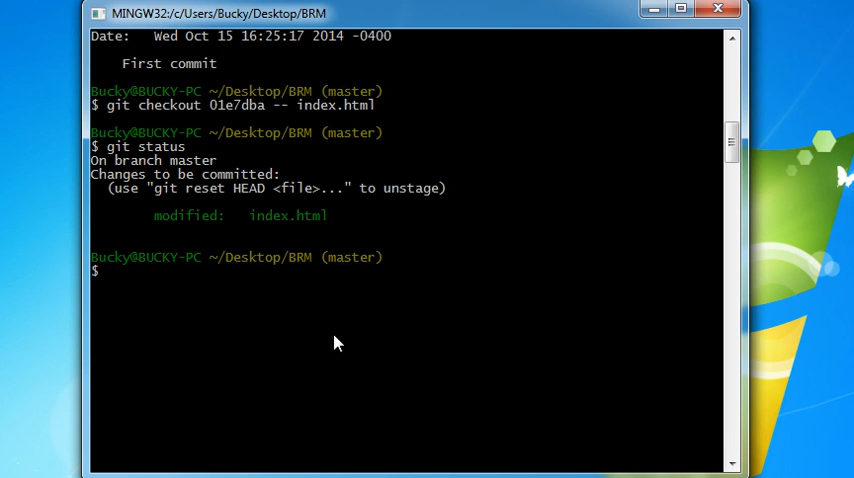 MINGW32:/c/Users/Bucky/Desktop/BRM
Date:   Wed Oct 15 16:25:17 2014 -0400
First commit
Bucky@BUCKY-PC ~/Desktop/BRM (master)
$ git checkout 01e7dba -- index.html
Bucky@BUCKY-PC ~/Desktop/BRM (master)
$ git status
On branch master
Changes to be committed:
(use "git reset HEAD <file>..." to unstage)
modified:   index.html
Bucky@BUCKY-PC ~/Desktop/BRM (master)
$